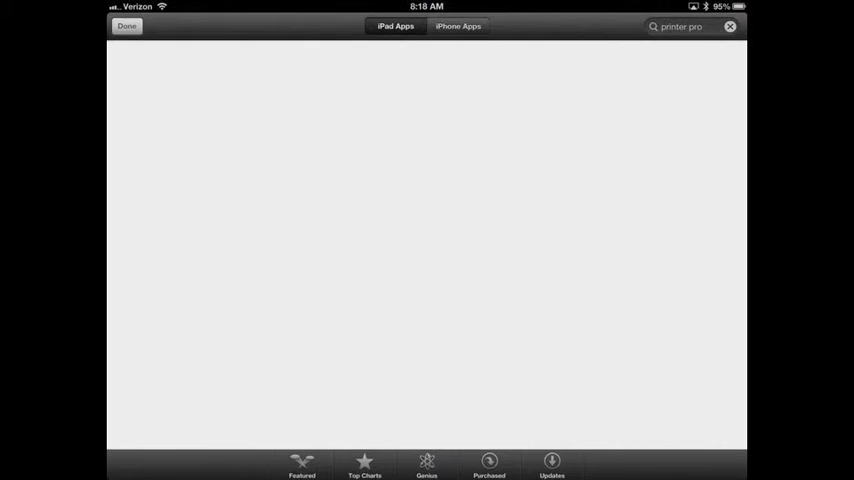 Verizon 8:18 AM 95%
Done iPad Apps iPhone Apps printer pro
Featured Top Charts Genius Purchased Updates